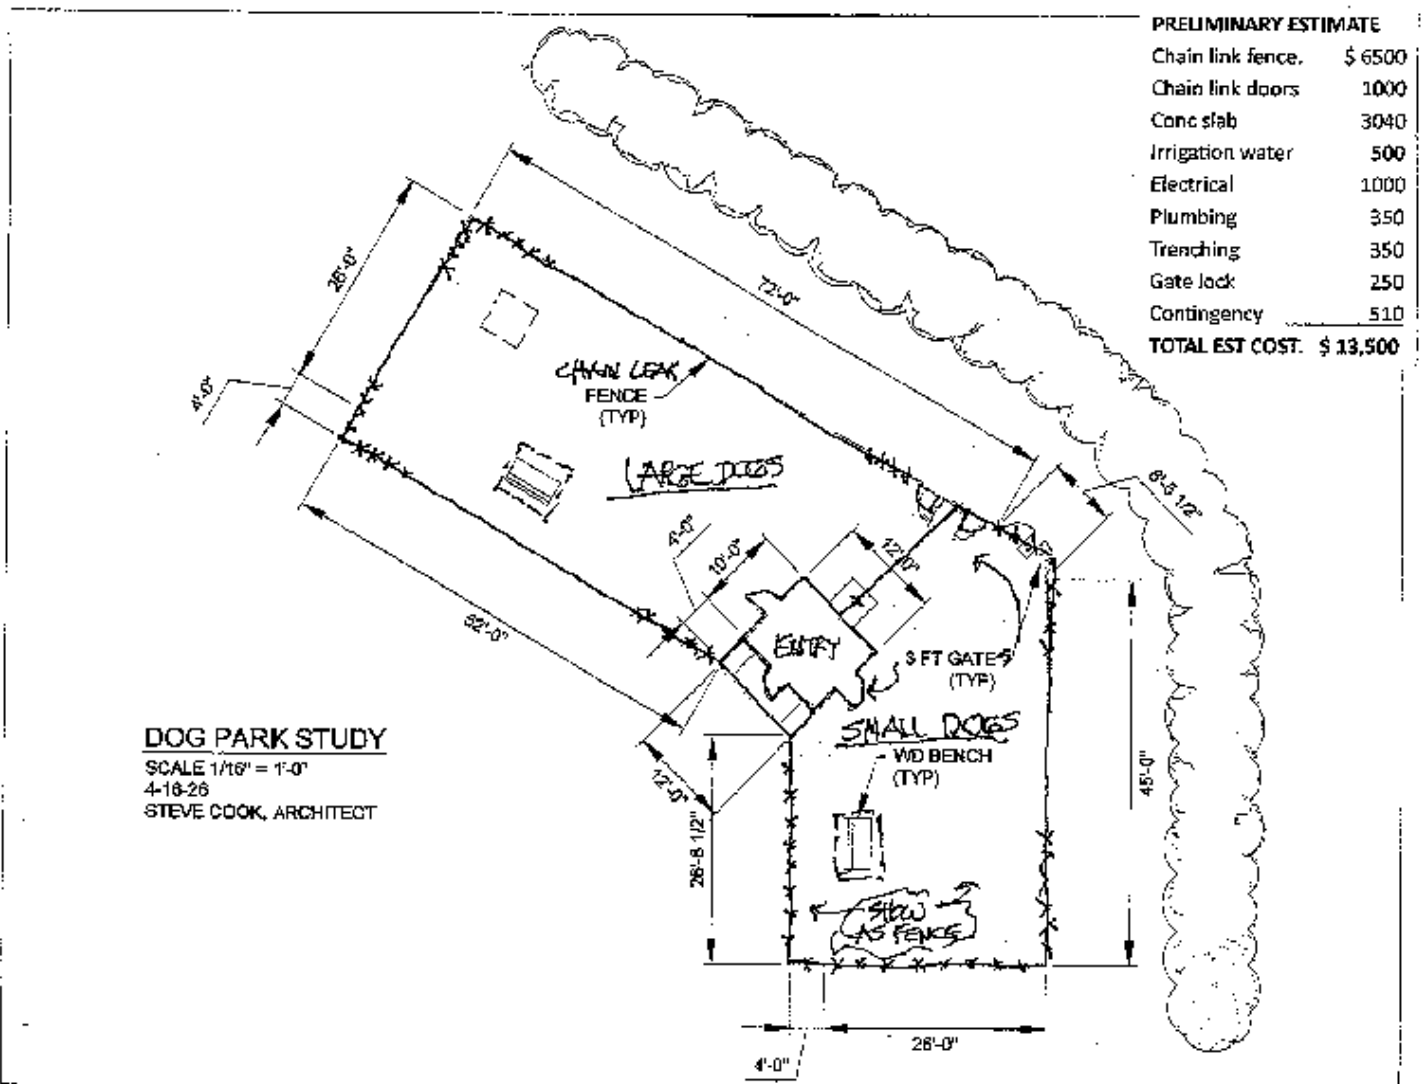 PRELIMINARY ESTIMATE
Chain link fence. $ 6500
Chain link doors 1000
Conc slab 3040
Irrigation water 500
Electrical 1000
Plumbing 350
Trenching 350
Gate lock 250
Contingency 510
TOTAL EST COST. $ 13,500
26'-0"
72'-0"
4'-0"
CHAIN LEAK
FENCE
(TYP)
LARGE DOGS
6'-5 1/2"
4'-0"
10'-0"
12'-0"
52'-0"
ENTRY
3 FT GATES
(TYP)
SMALL DOGS
WD BENCH
(TYP)
45'-0"
12'-0"
26'-8 1/2"
SHOW
AS FENCE
26'-0"
4'-0"
DOG PARK STUDY
SCALE 1/16" = 1'-0"
4-16-26
STEVE COOK, ARCHITECT